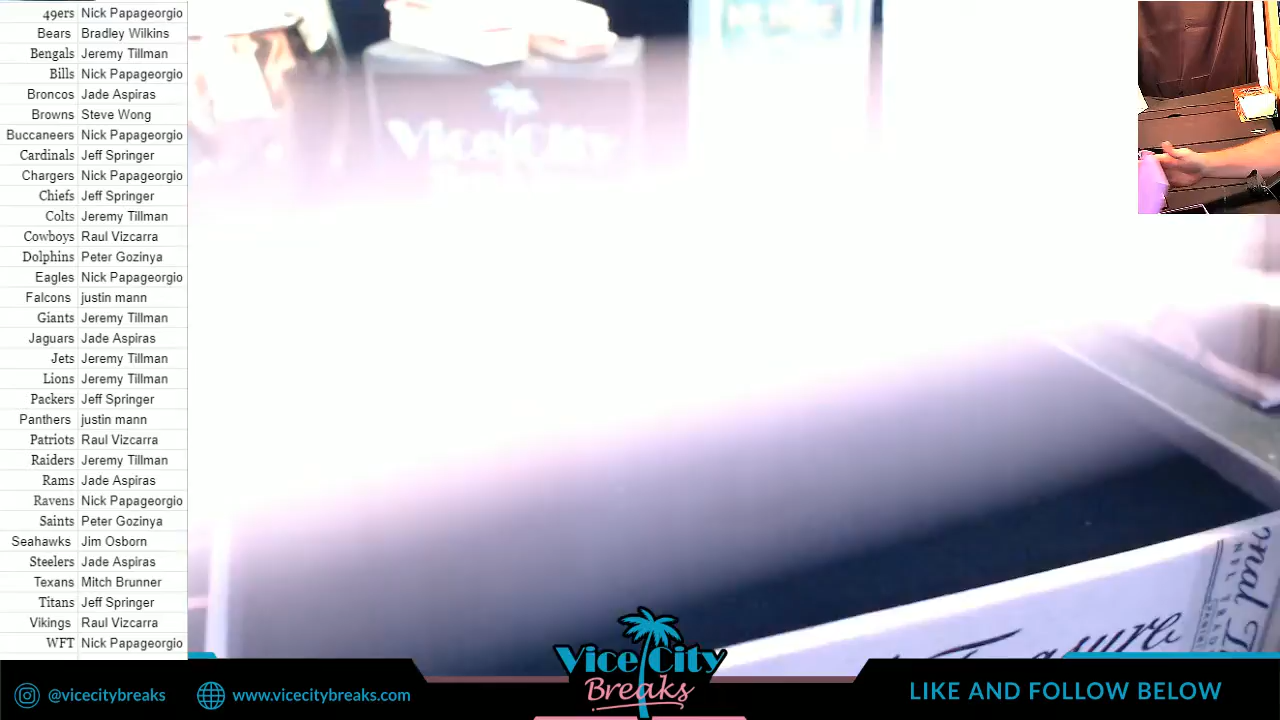 49ers Nick Papageorgio
Bears Bradley Wilkins
Bengals Jeremy Tillman
Bills Nick Papageorgio
Broncos Jade Aspiras
Browns Steve Wong
Buccaneers Nick Papageorgio
Cardinals Jeff Springer
Chargers Nick Papageorgio
Chiefs Jeff Springer
Colts Jeremy Tillman
Cowboys Raul Vizcarra
Dolphins Peter Gozinya
Eagles Nick Papageorgio
Falcons justin mann
Giants Jeremy Tillman
Jaguars Jade Aspiras
Jets Jeremy Tillman
Lions Jeremy Tillman
Packers Jeff Springer
Panthers justin mann
Patriots Raul Vizcarra
Raiders Jeremy Tillman
Rams Jade Aspiras
Ravens Nick Papageorgio
Saints Peter Gozinya
Seahawks Jim Osborn
Steelers Jade Aspiras
Texans Mitch Brunner
Titans Jeff Springer
Vikings Raul Vizcarra
WFT Nick Papageorgio
Vice City
Vice City
Breaks
@vicecitybreaks
www.vicecitybreaks.com
LIKE AND FOLLOW BELOW